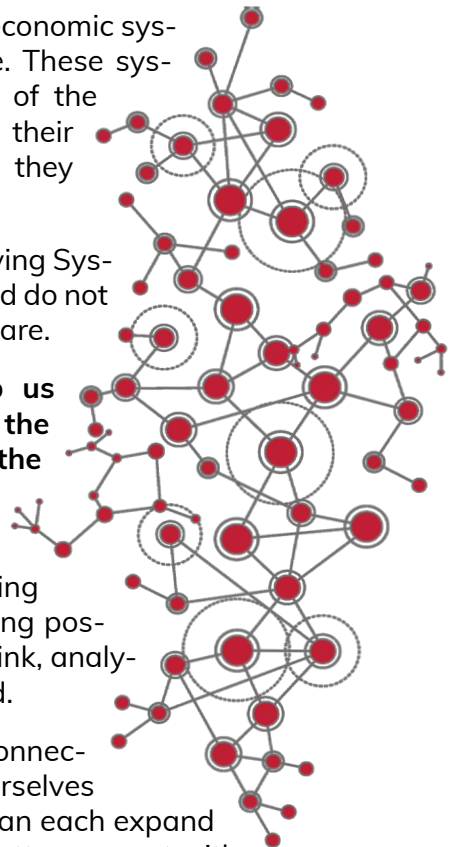 economic sys-
e. These sys-
of the
their
they
ving Sys-
d do not
are.
us
the
the
ing
ng pos-
ink, analy-
d.
onnec-
rselves
an each expand